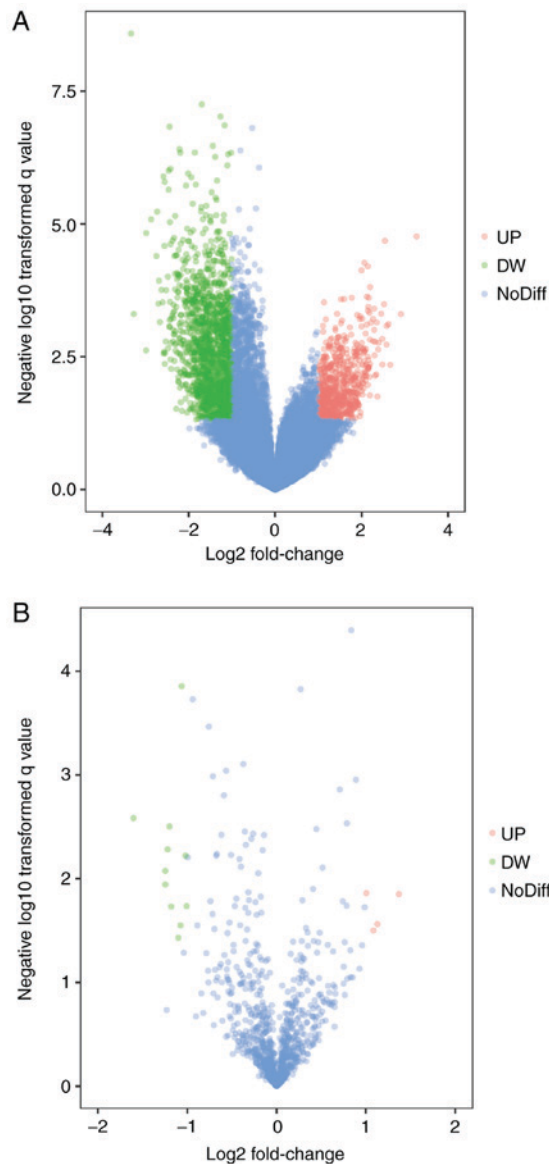 A
Negative log10 transformed q value
7.5
5.0
2.5
0.0
−4
−2
0
2
4
Log2 fold-change
UP
DW
NoDiff
B
Negative log10 transformed q value
4
3
2
1
0
−2
−1
0
1
2
Log2 fold-change
UP
DW
NoDiff